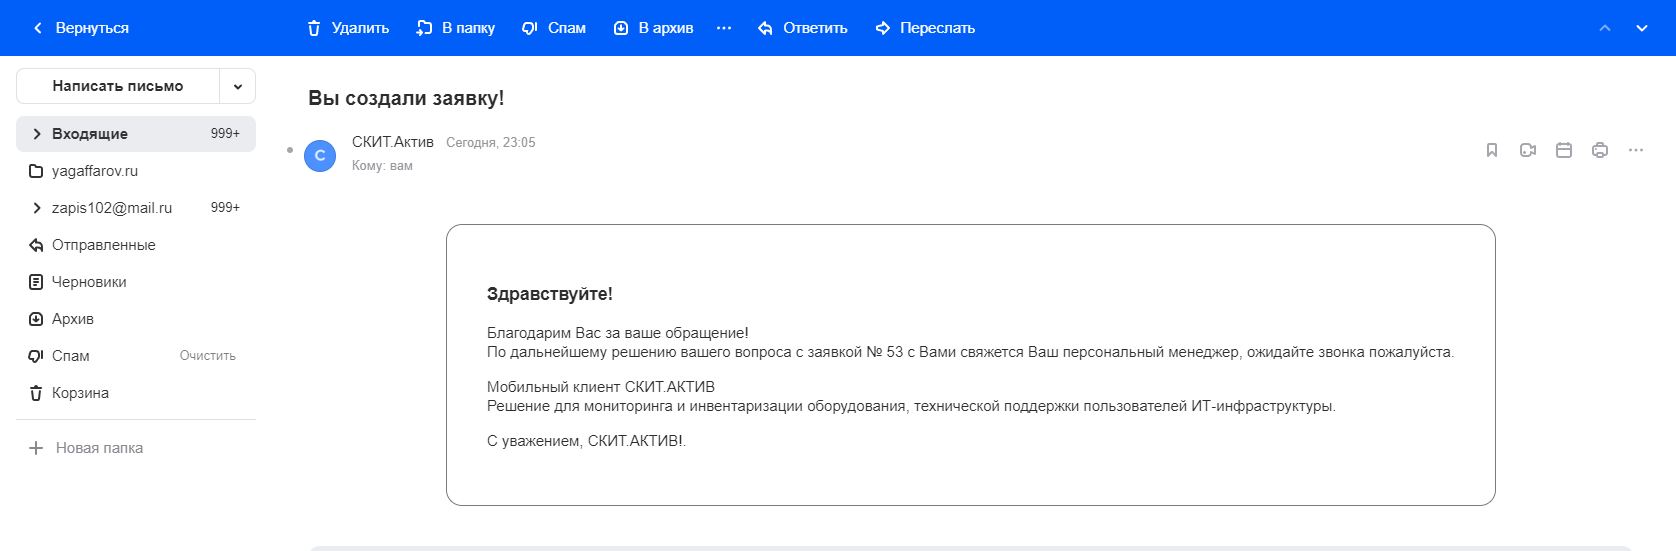 Вернуться
Удалить
В папку
Спам
В архив
Ответить
Переслать
Написать письмо
Входящие 999+
yagaffarov.ru
zapis102@mail.ru 999+
Отправленные
Черновики
Архив
Спам Очистить
Корзина
Новая папка
Вы создали заявку!
С
СКИТ.Актив Сегодня, 23:05
Кому: вам
Здравствуйте!
Благодарим Вас за ваше обращение!
По дальнейшему решению вашего вопроса с заявкой № 53 с Вами свяжется Ваш персональный менеджер, ожидайте звонка пожалуйста.
Мобильный клиент СКИТ.АКТИВ
Решение для мониторинга и инвентаризации оборудования, технической поддержки пользователей ИТ-инфраструктуры.
С уважением, СКИТ.АКТИВ!.